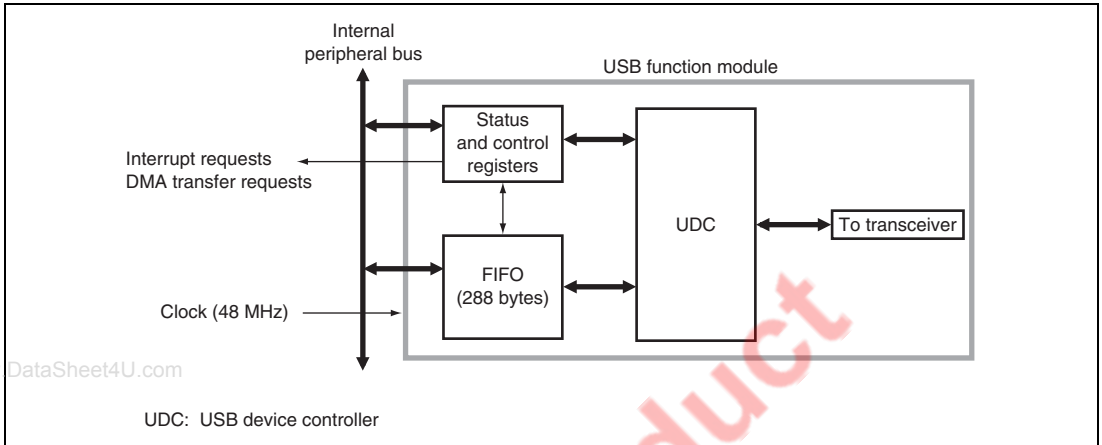 Internal
peripheral bus
USB function module
Status
and control
registers
Interrupt requests
DMA transfer requests
UDC
To transceiver
FIFO
(288 bytes)
Clock (48 MHz)
DataSheet4U.com
duct
UDC: USB device controller